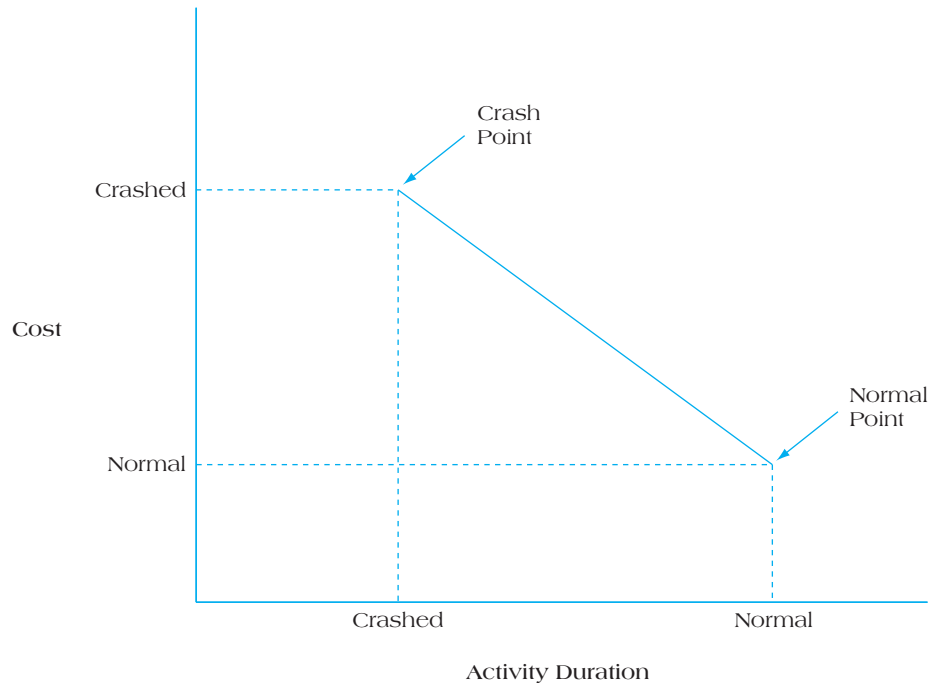 Crash
Point
Crashed
Cost
Normal
Point
Normal
Crashed
Normal
Activity Duration